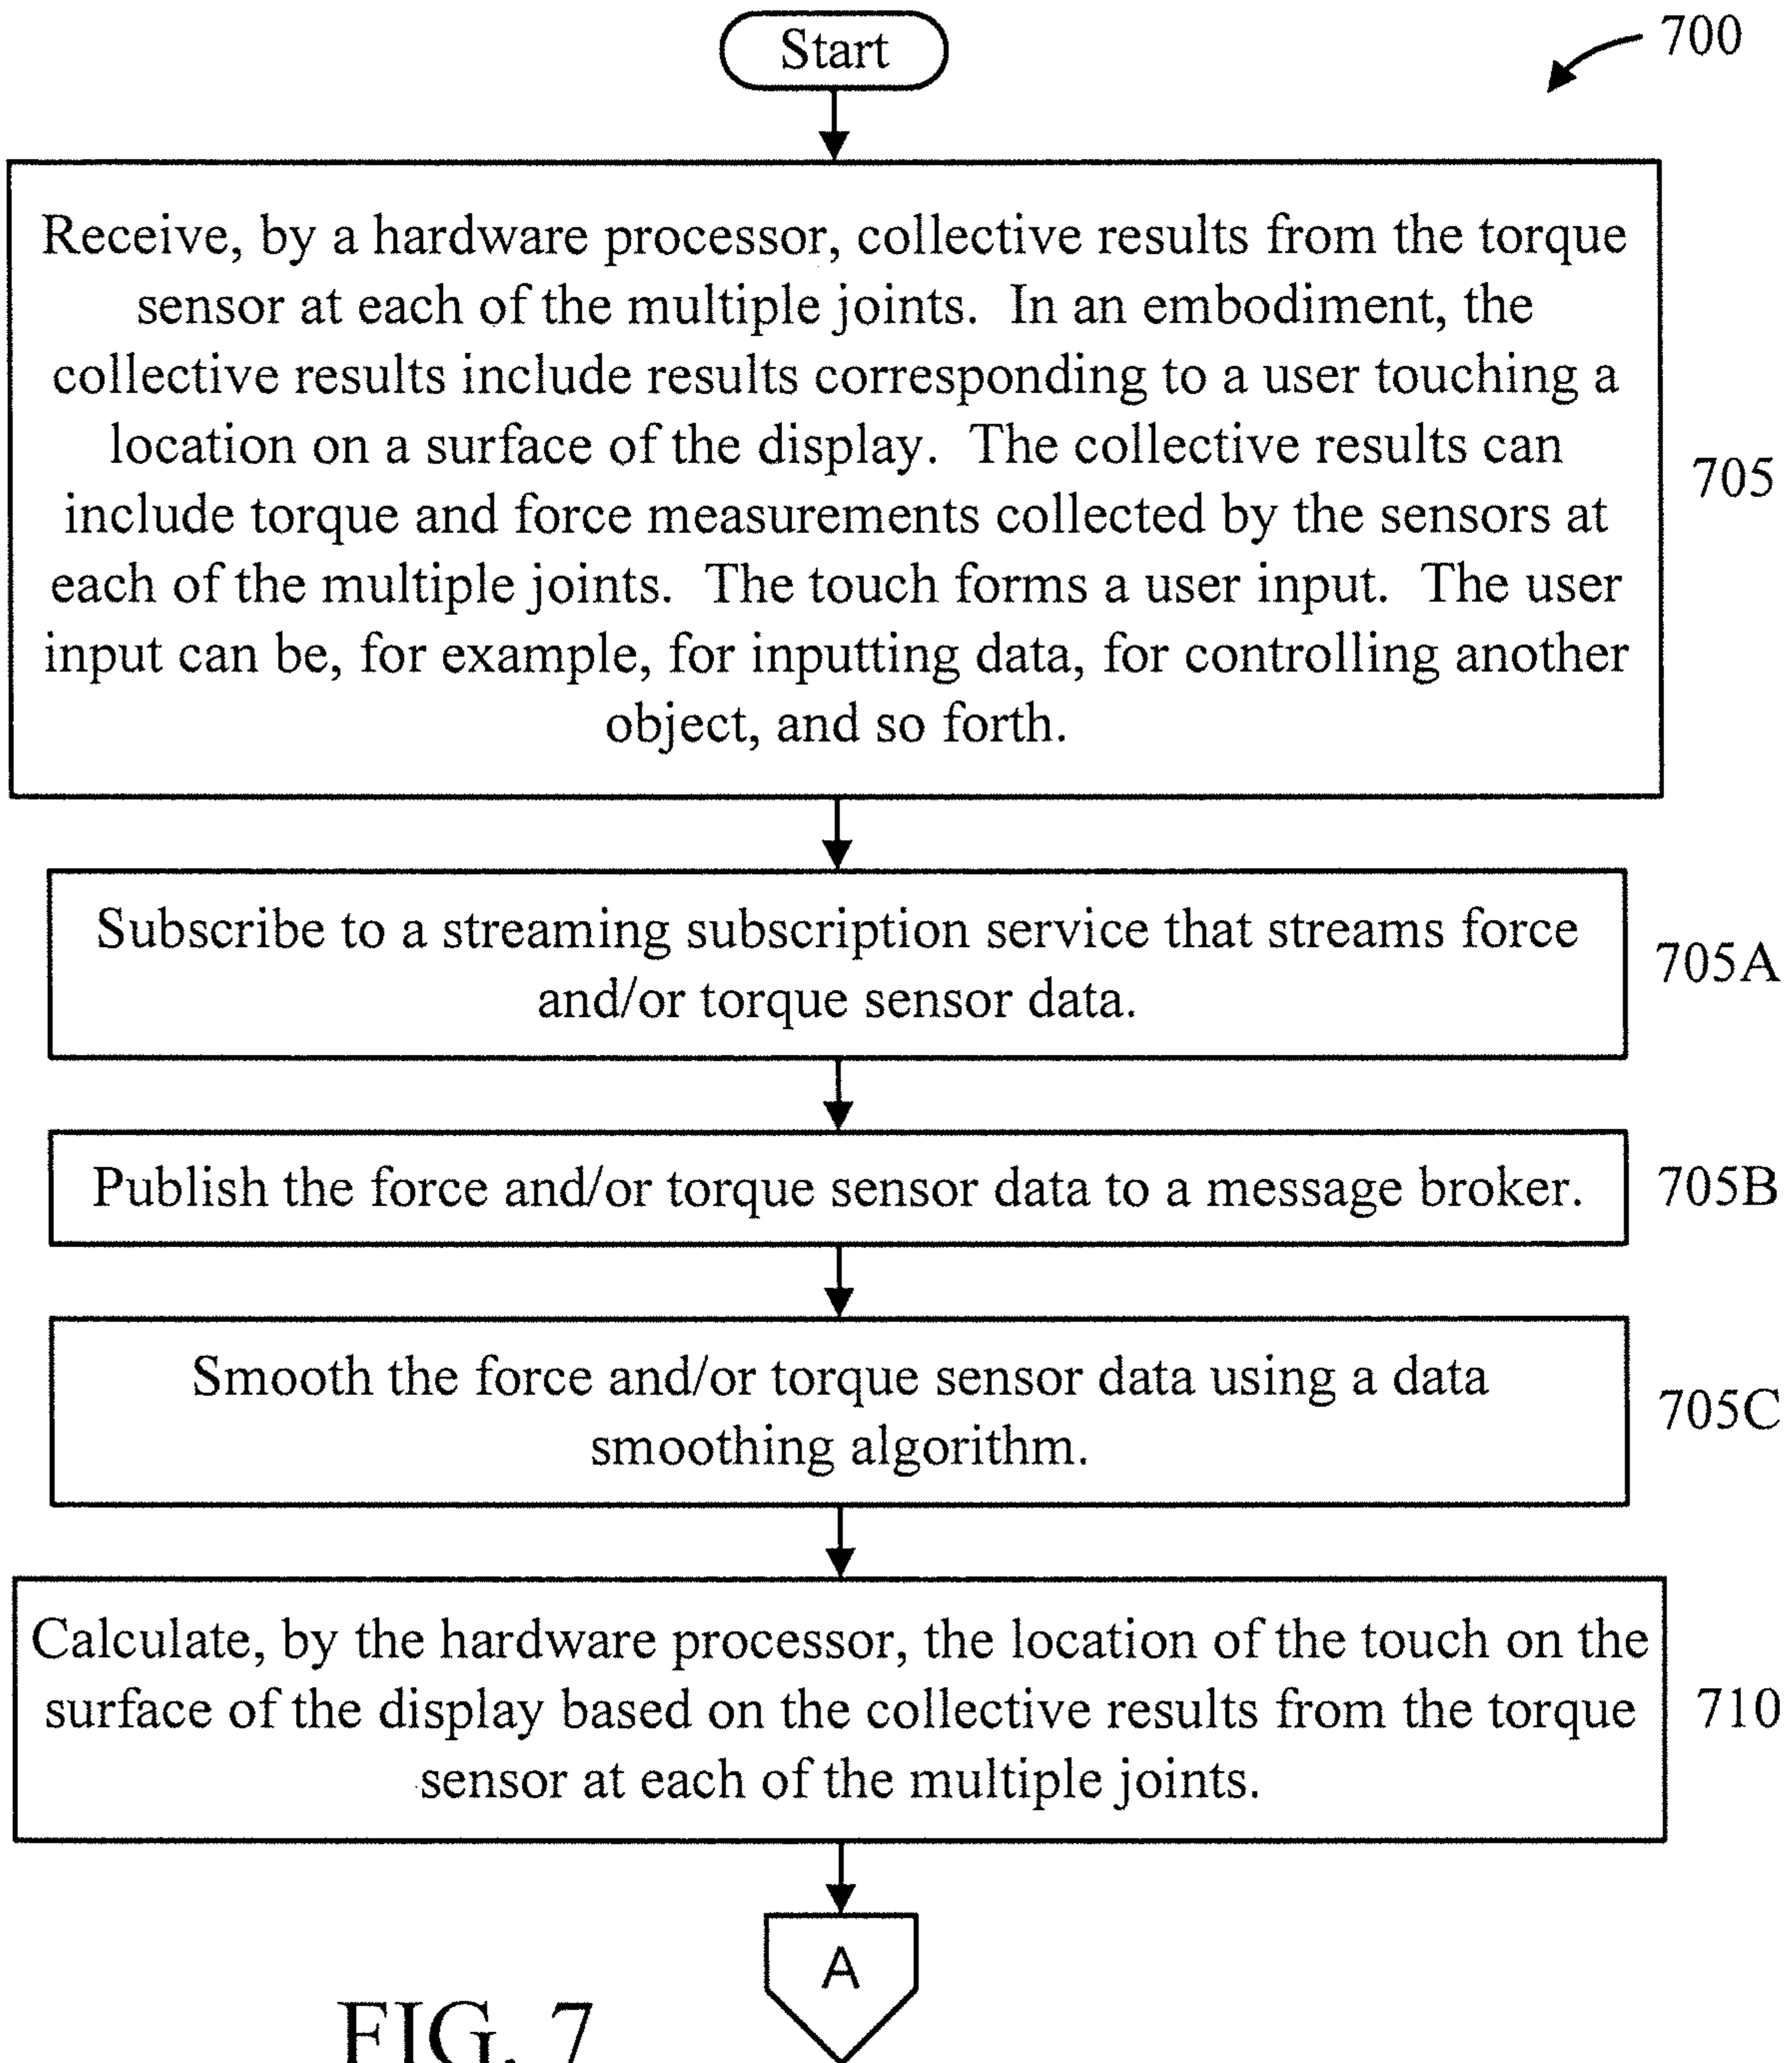 Start
700
Receive, by a hardware processor, collective results from the torque
sensor at each of the multiple joints. In an embodiment, the
collective results include results corresponding to a user touching a
location on a surface of the display. The collective results can
include torque and force measurements collected by the sensors at
each of the multiple joints. The touch forms a user input. The user
input can be, for example, for inputting data, for controlling another
object, and so forth.
705
Subscribe to a streaming subscription service that streams force
and/or torque sensor data.
705A
Publish the force and/or torque sensor data to a message broker.
705B
Smooth the force and/or torque sensor data using a data
smoothing algorithm.
705C
Calculate, by the hardware processor, the location of the touch on the
surface of the display based on the collective results from the torque
sensor at each of the multiple joints.
710
A
FIG. 7